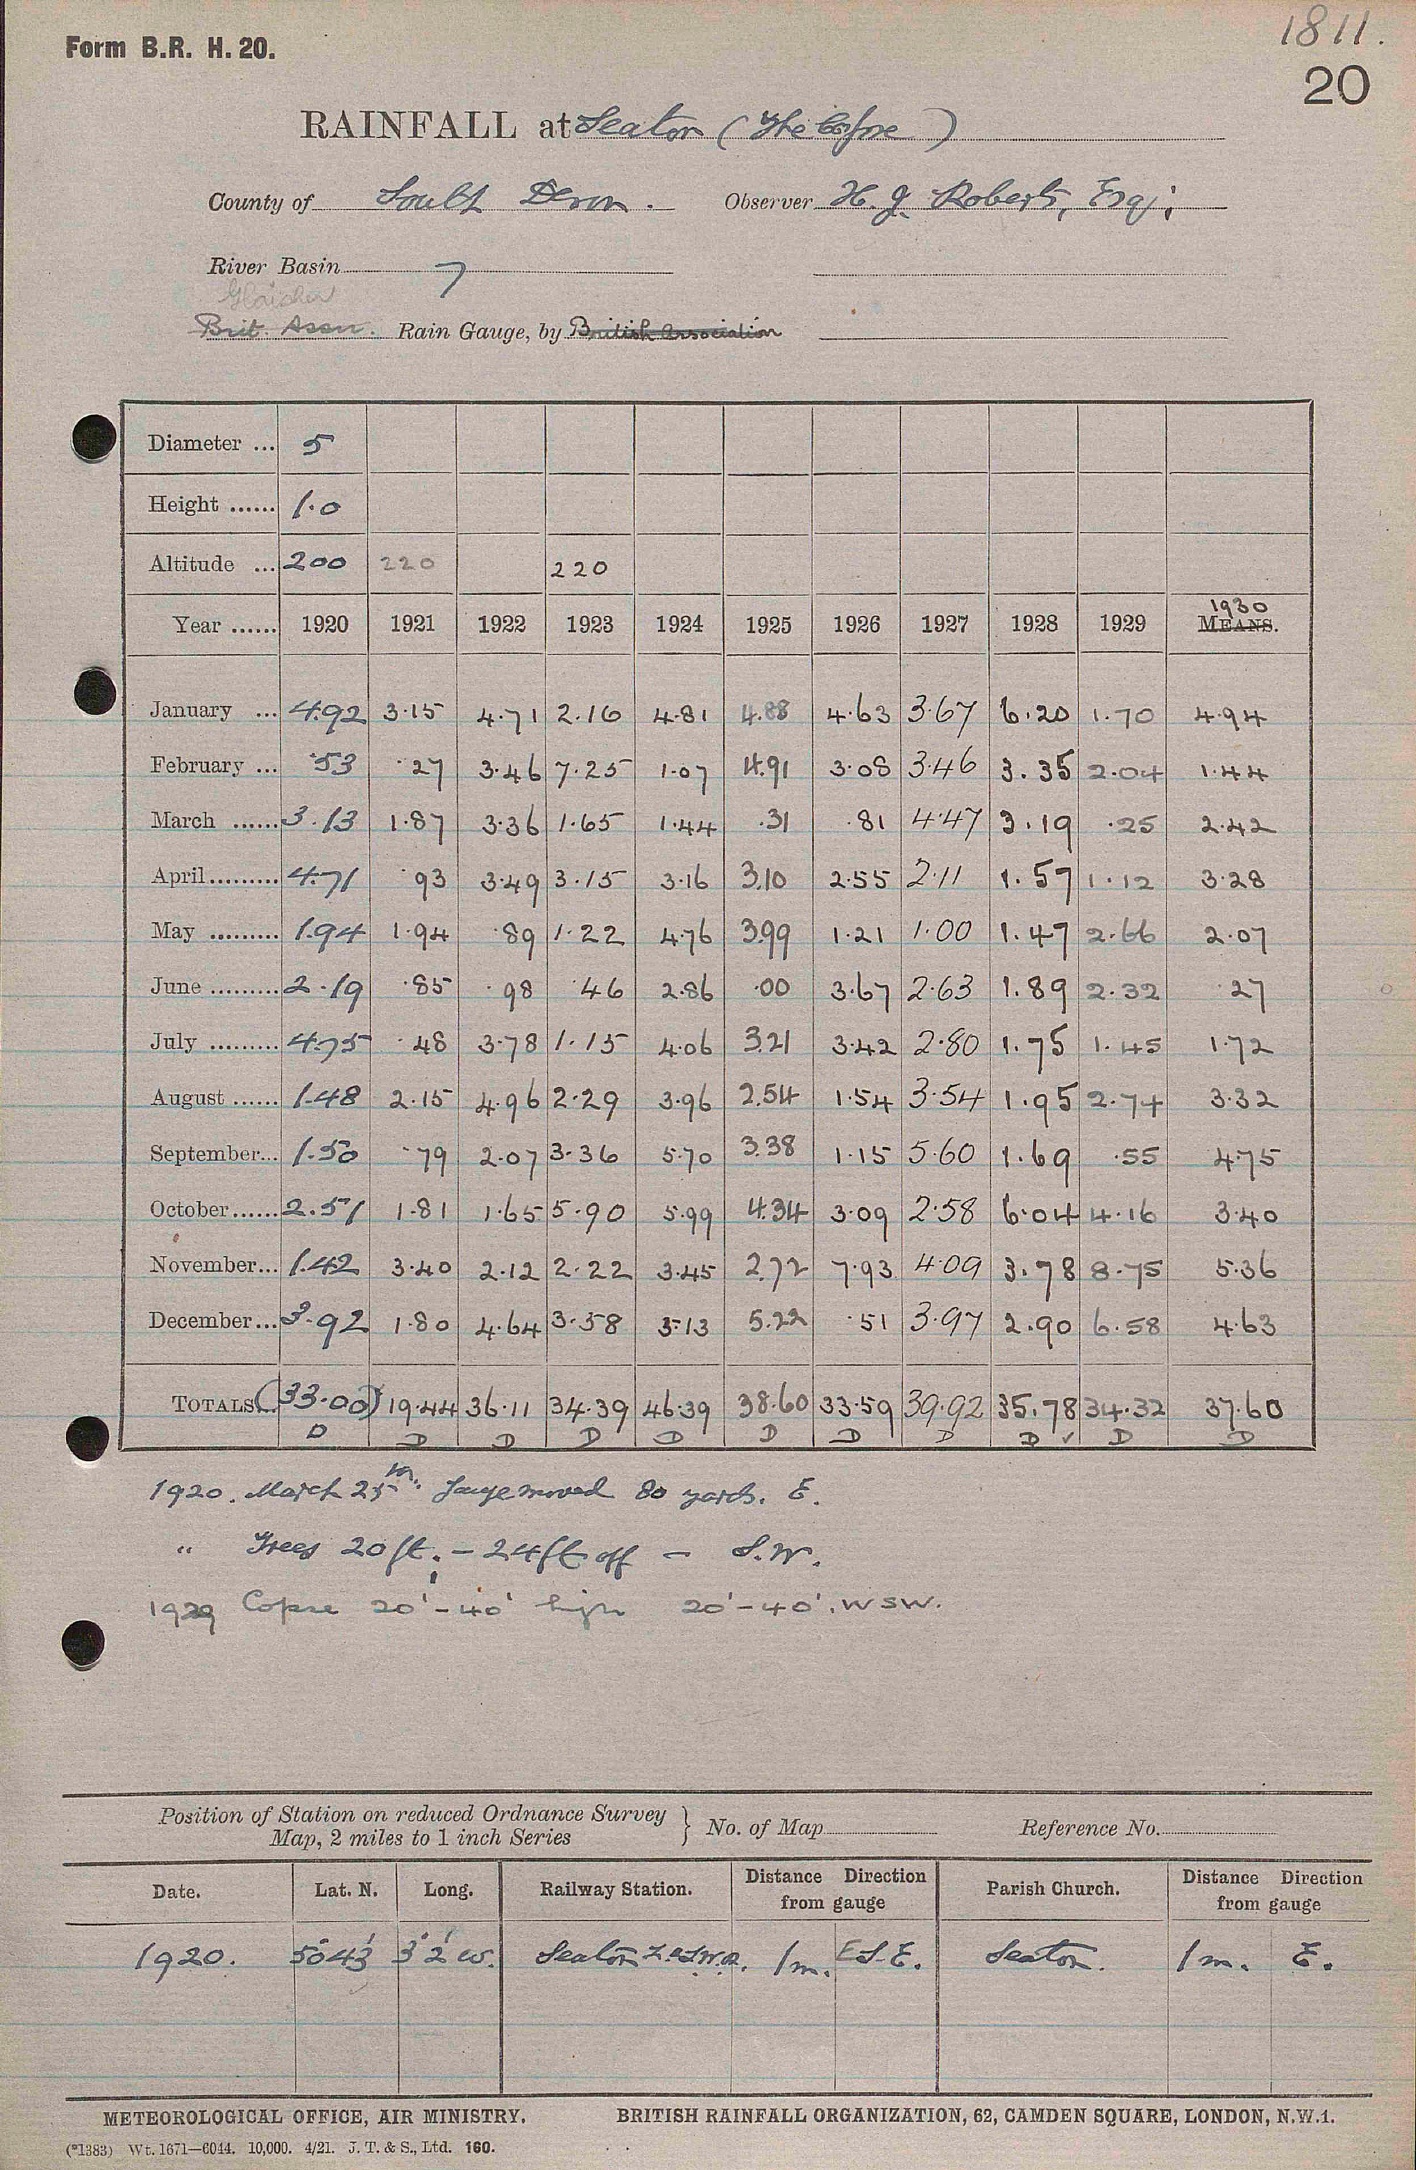 Form B.R. H. 20.
1811.
20
RAINFALL at Seaton (The Copse)
County of South Devon. Observer H. J. Roberts, Esq;
River Basin 7
Glaisher
Brit. Assn. Rain Gauge, by British Association
Diameter ... 5
Height ...... 1.0
Altitude ... 200 220 220
1930
Year ...... 1920 1921 1922 1923 1924 1925 1926 1927 1928 1929 MEANS.
January ... 4.92 3.15 4.71 2.16 4.81 4.88 4.63 3.67 6.20 1.70 4.94
February ... .53 .27 3.46 7.25 1.07 4.91 3.08 3.46 3.35 2.04 1.44
March ...... 3.13 1.87 3.36 1.65 1.44 .31 .81 4.47 3.19 .25 2.42
April......... 4.71 .93 3.49 3.15 3.16 3.10 2.55 2.11 1.57 1.12 3.28
May ......... 1.94 1.94 .89 1.22 4.76 3.99 1.21 1.00 1.47 2.66 2.07
June ......... 2.19 .85 .98 .46 2.86 .00 3.67 2.63 1.89 2.32 .27
July ......... 4.75 .48 3.78 1.15 4.06 3.21 3.42 2.80 1.75 1.45 1.72
August ...... 1.48 2.15 4.96 2.29 3.96 2.54 1.54 3.54 1.95 2.74 3.32
September... 1.50 .79 2.07 3.36 5.70 3.38 1.15 5.60 1.69 .55 4.75
October...... 2.51 1.81 1.65 5.90 5.99 4.34 3.09 2.58 6.04 4.16 3.40
November... 1.42 3.40 2.12 2.22 3.45 2.72 7.93 4.09 3.78 8.75 5.36
December... 3.92 1.80 4.64 3.58 3.13 5.22 .51 3.97 2.90 6.58 4.63
TOTALS... (33.00) 19.44 36.11 34.39 46.39 38.60 33.59 39.92 35.78 34.32 37.60
D D D D D D D D D ✓ D D
1920. March 25th. Gauge moved 80 yards. E.
" Trees 20ft. - 24ft off - S.W.
1929 Copse 20'-40' high 20'-40'. WSW.
Position of Station on reduced Ordnance Survey Map, 2 miles to 1 inch Series } No. of Map Reference No.
Date. Lat. N. Long. Railway Station. Distance Direction from gauge Parish Church. Distance Direction from gauge
1920. 50°43' 3°2' W. Seaton L&S.W.R. 1m. ESE. Seaton. 1m. E.
METEOROLOGICAL OFFICE, AIR MINISTRY. BRITISH RAINFALL ORGANIZATION, 62, CAMDEN SQUARE, LONDON, N.W.1.
(*1383) Wt. 1671—6044. 10,000. 4/21. J. T. & S., Ltd. 160.